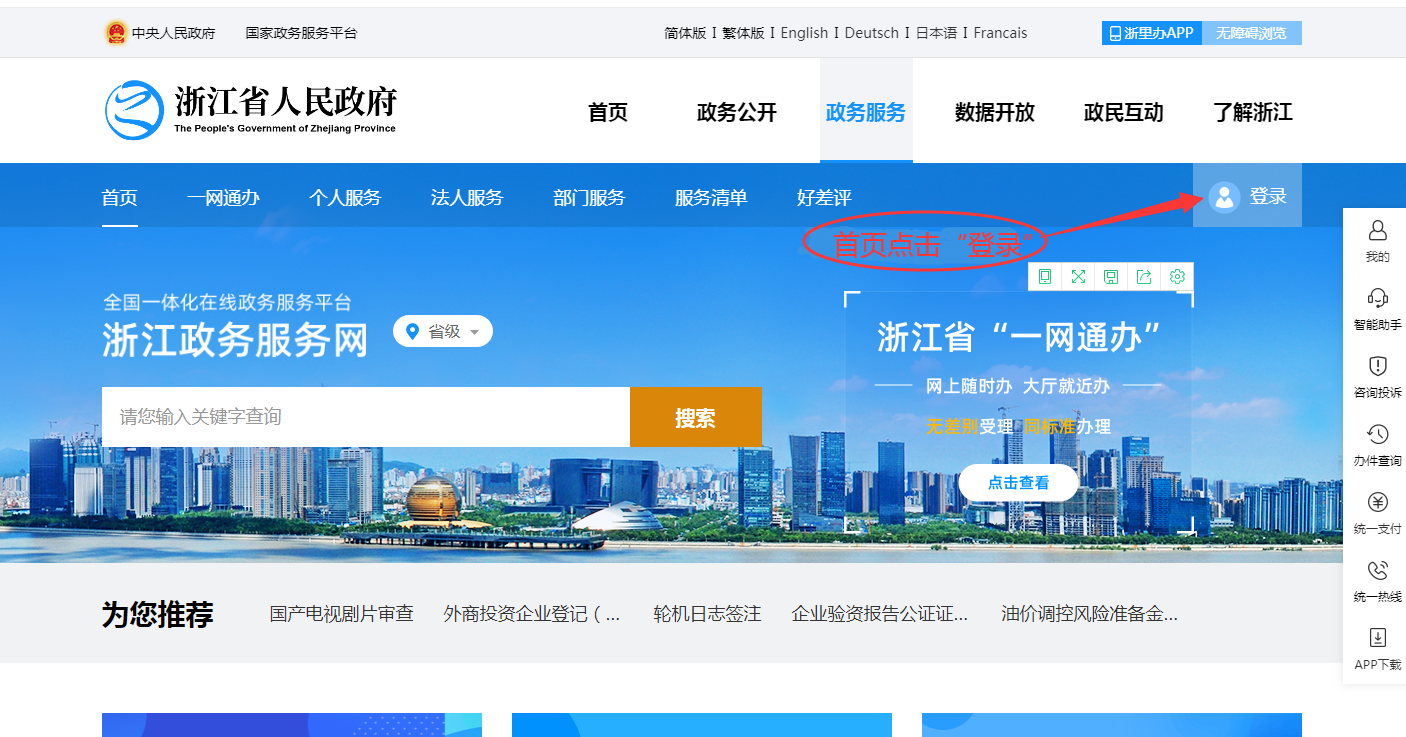 中央人民政府 国家政务服务平台 简体版 I 繁体版 I English I Deutsch I 日本语 I Francais 浙里办APP 无障碍浏览
浙江省人民政府
The People's Government of Zhejiang Province
首页 政务公开 政务服务 数据开放 政民互动 了解浙江
首页 一网通办 个人服务 法人服务 部门服务 服务清单 好差评 登录
首页点击“登录”
全国一体化在线政务服务平台
浙江政务服务网 省级
请您输入关键字查询 搜索
浙江省“一网通办”
网上随时办 大厅就近办
无差别受理 同标准办理
点击查看
我的
智能助手
咨询投诉
办件查询
统一支付
统一热线
APP下载
为您推荐 国产电视剧片审查 外商投资企业登记（... 轮机日志签注 企业验资报告公证证... 油价调控风险准备金...